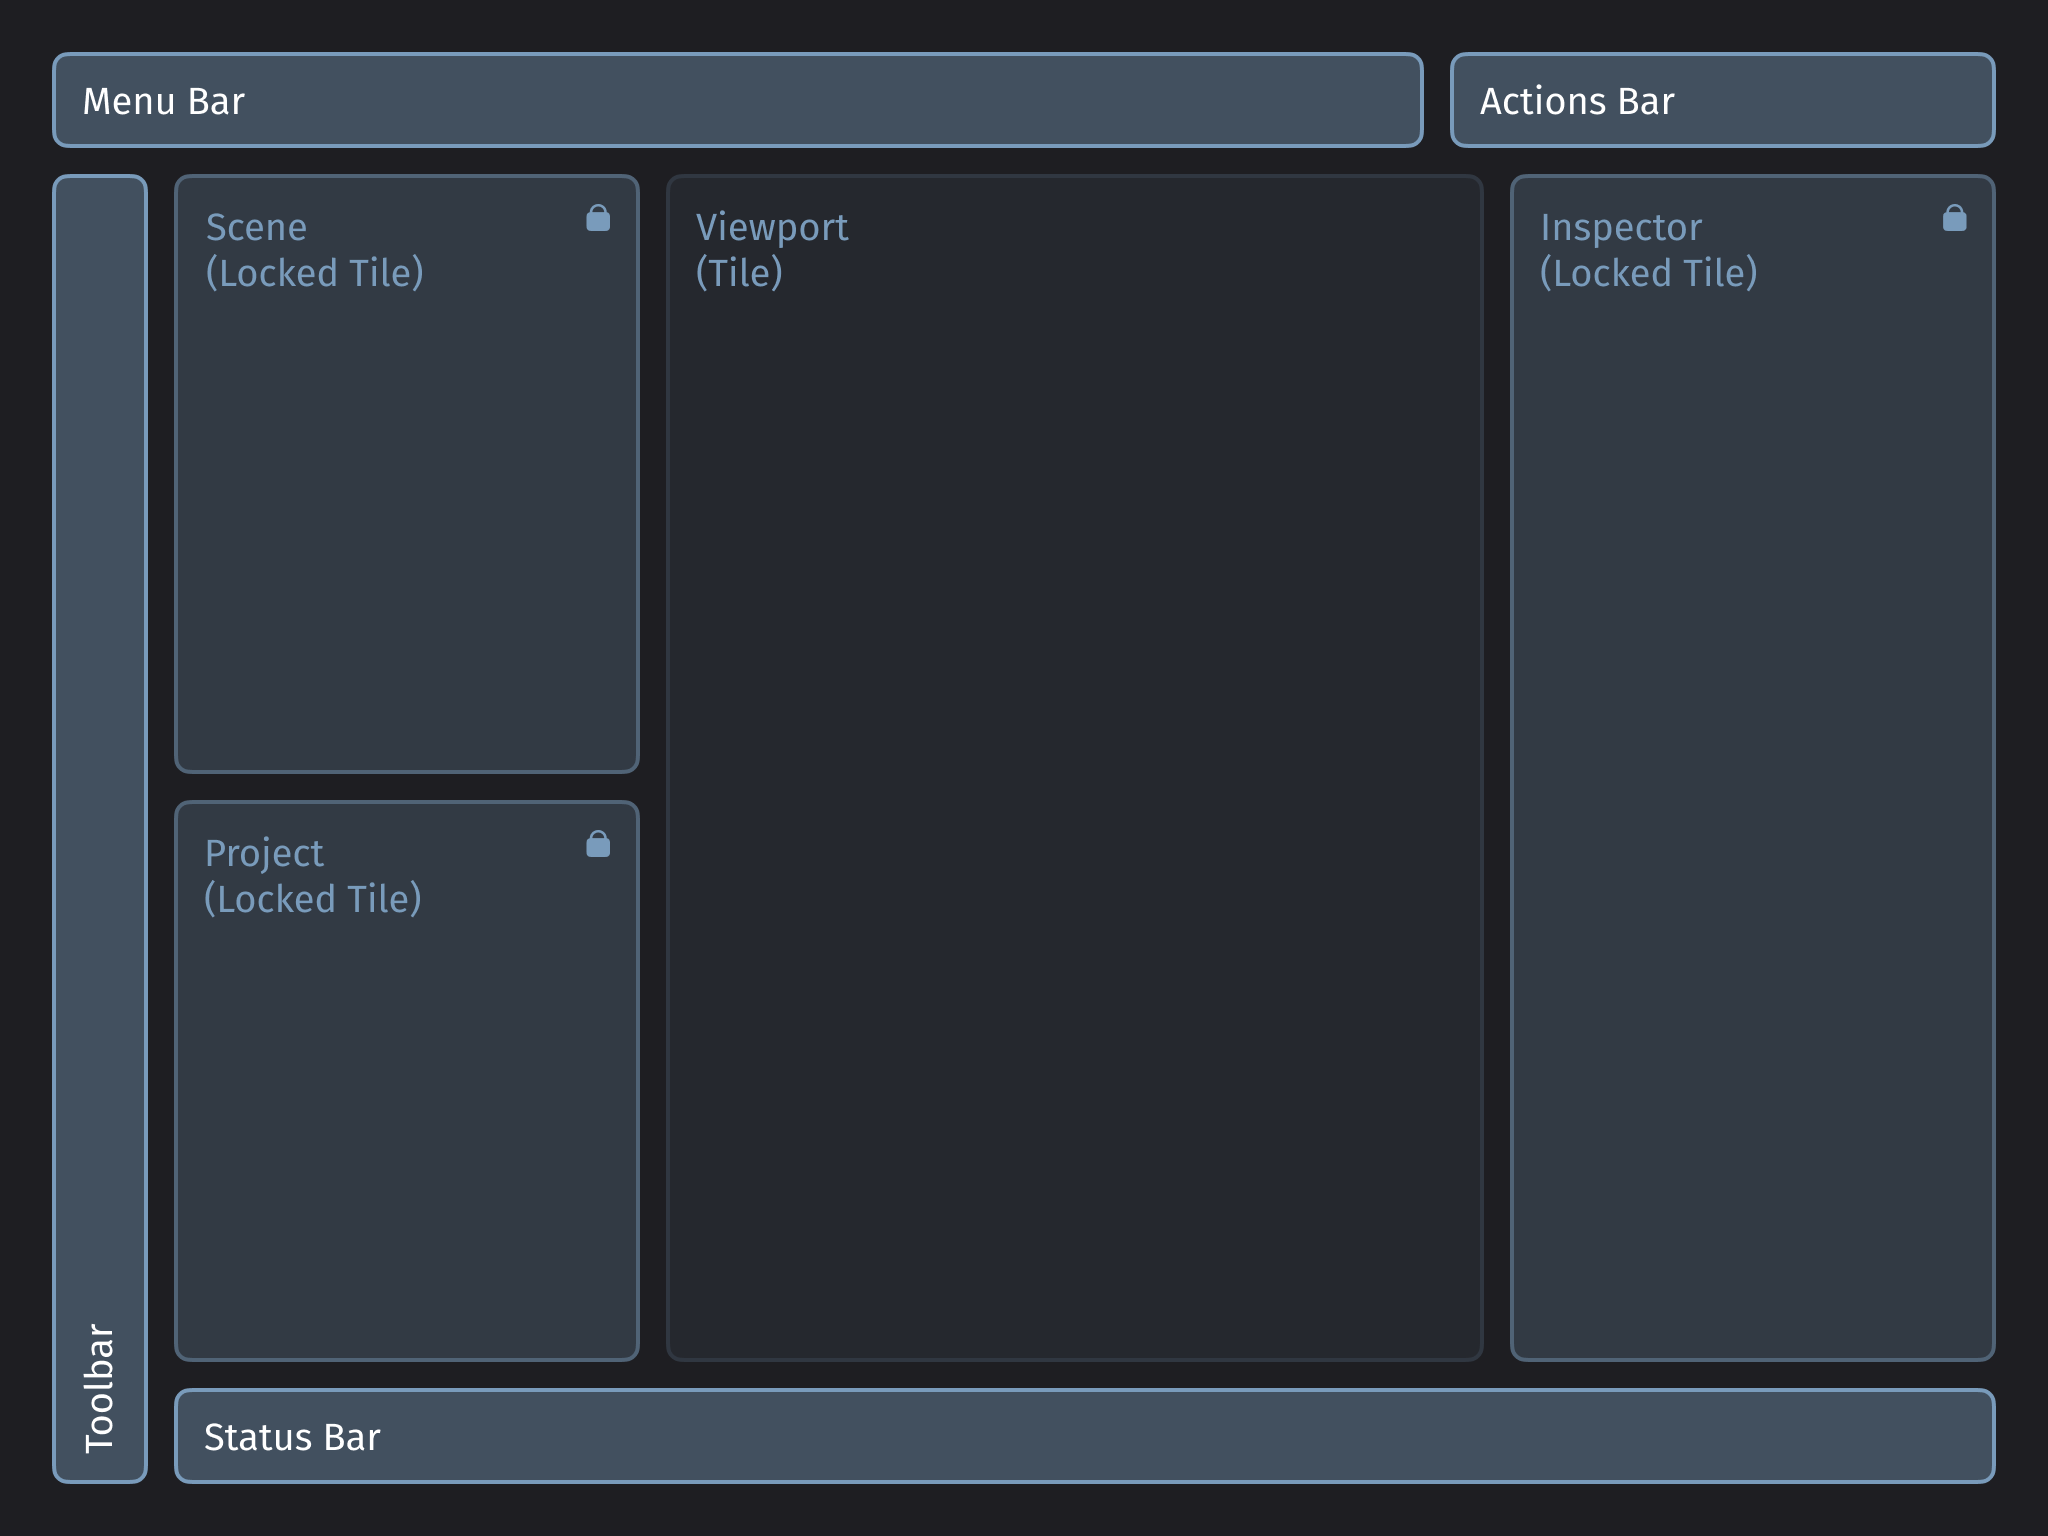 Menu Bar
Actions Bar
Scene
(Locked Tile)
Viewport
(Tile)
Inspector
(Locked Tile)
Project
(Locked Tile)
Toolbar
Status Bar